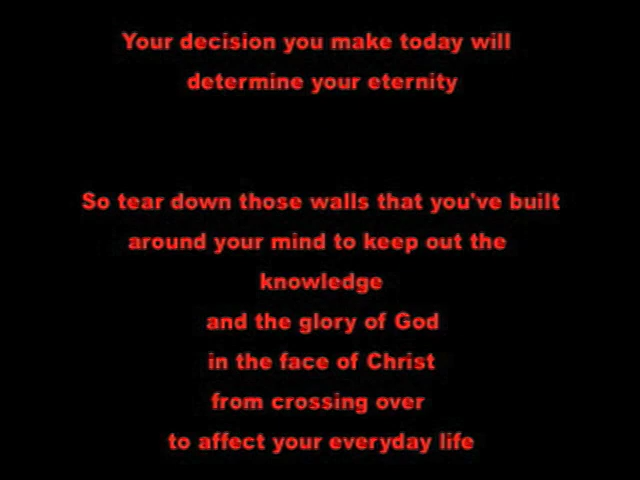 Your decision you make today will
determine your eternity
So tear down those walls that you've built
around your mind to keep out the
knowledge
and the glory of God
in the face of Christ
from crossing over
to affect your everyday life